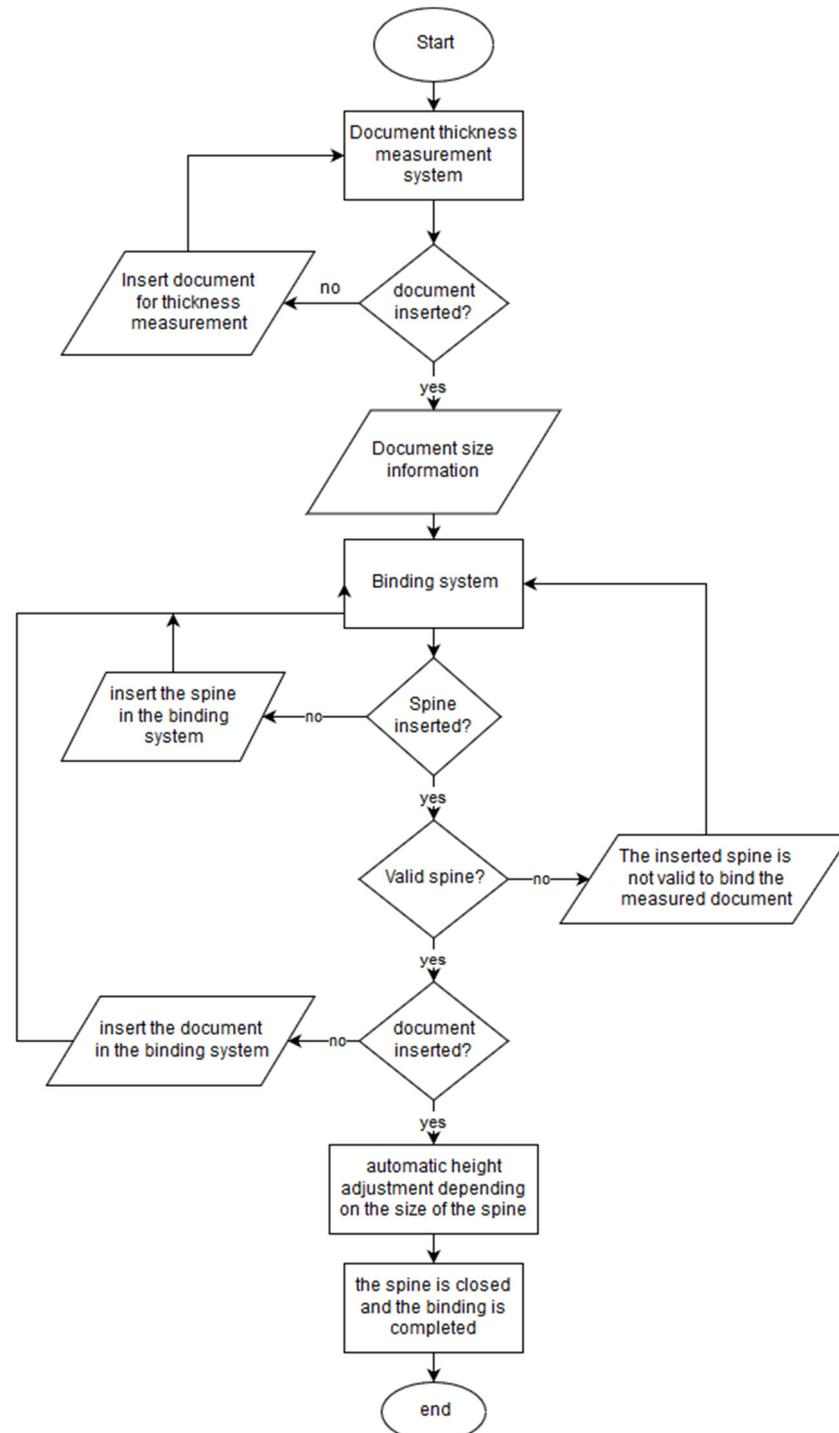 Start
Document thickness
measurement
system
Insert document
for thickness
measurement
no
document
inserted?
yes
Document size
information
Binding system
insert the spine
in the binding
system
no
Spine
inserted?
yes
Valid spine?
no
The inserted spine is
not valid to bind the
measured document
yes
insert the document
in the binding system
no
document
inserted?
yes
automatic height
adjustment depending
on the size of the spine
the spine is closed
and the binding is
completed
end